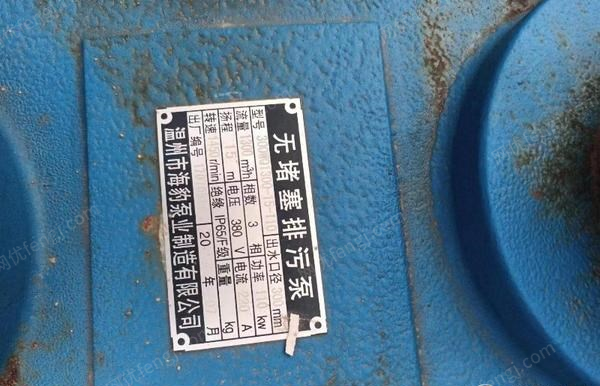 无堵塞排污泵
型号 出水口径 mm
流量 m³/h 相数 3 相 功率 110 kw
扬程 15 m 电压 380 V 电流 220 A
转速 r/min 绝缘 IP65/F级 重量 kg
出厂编号 20 年 月
温州市海豹泵业制造有限公司